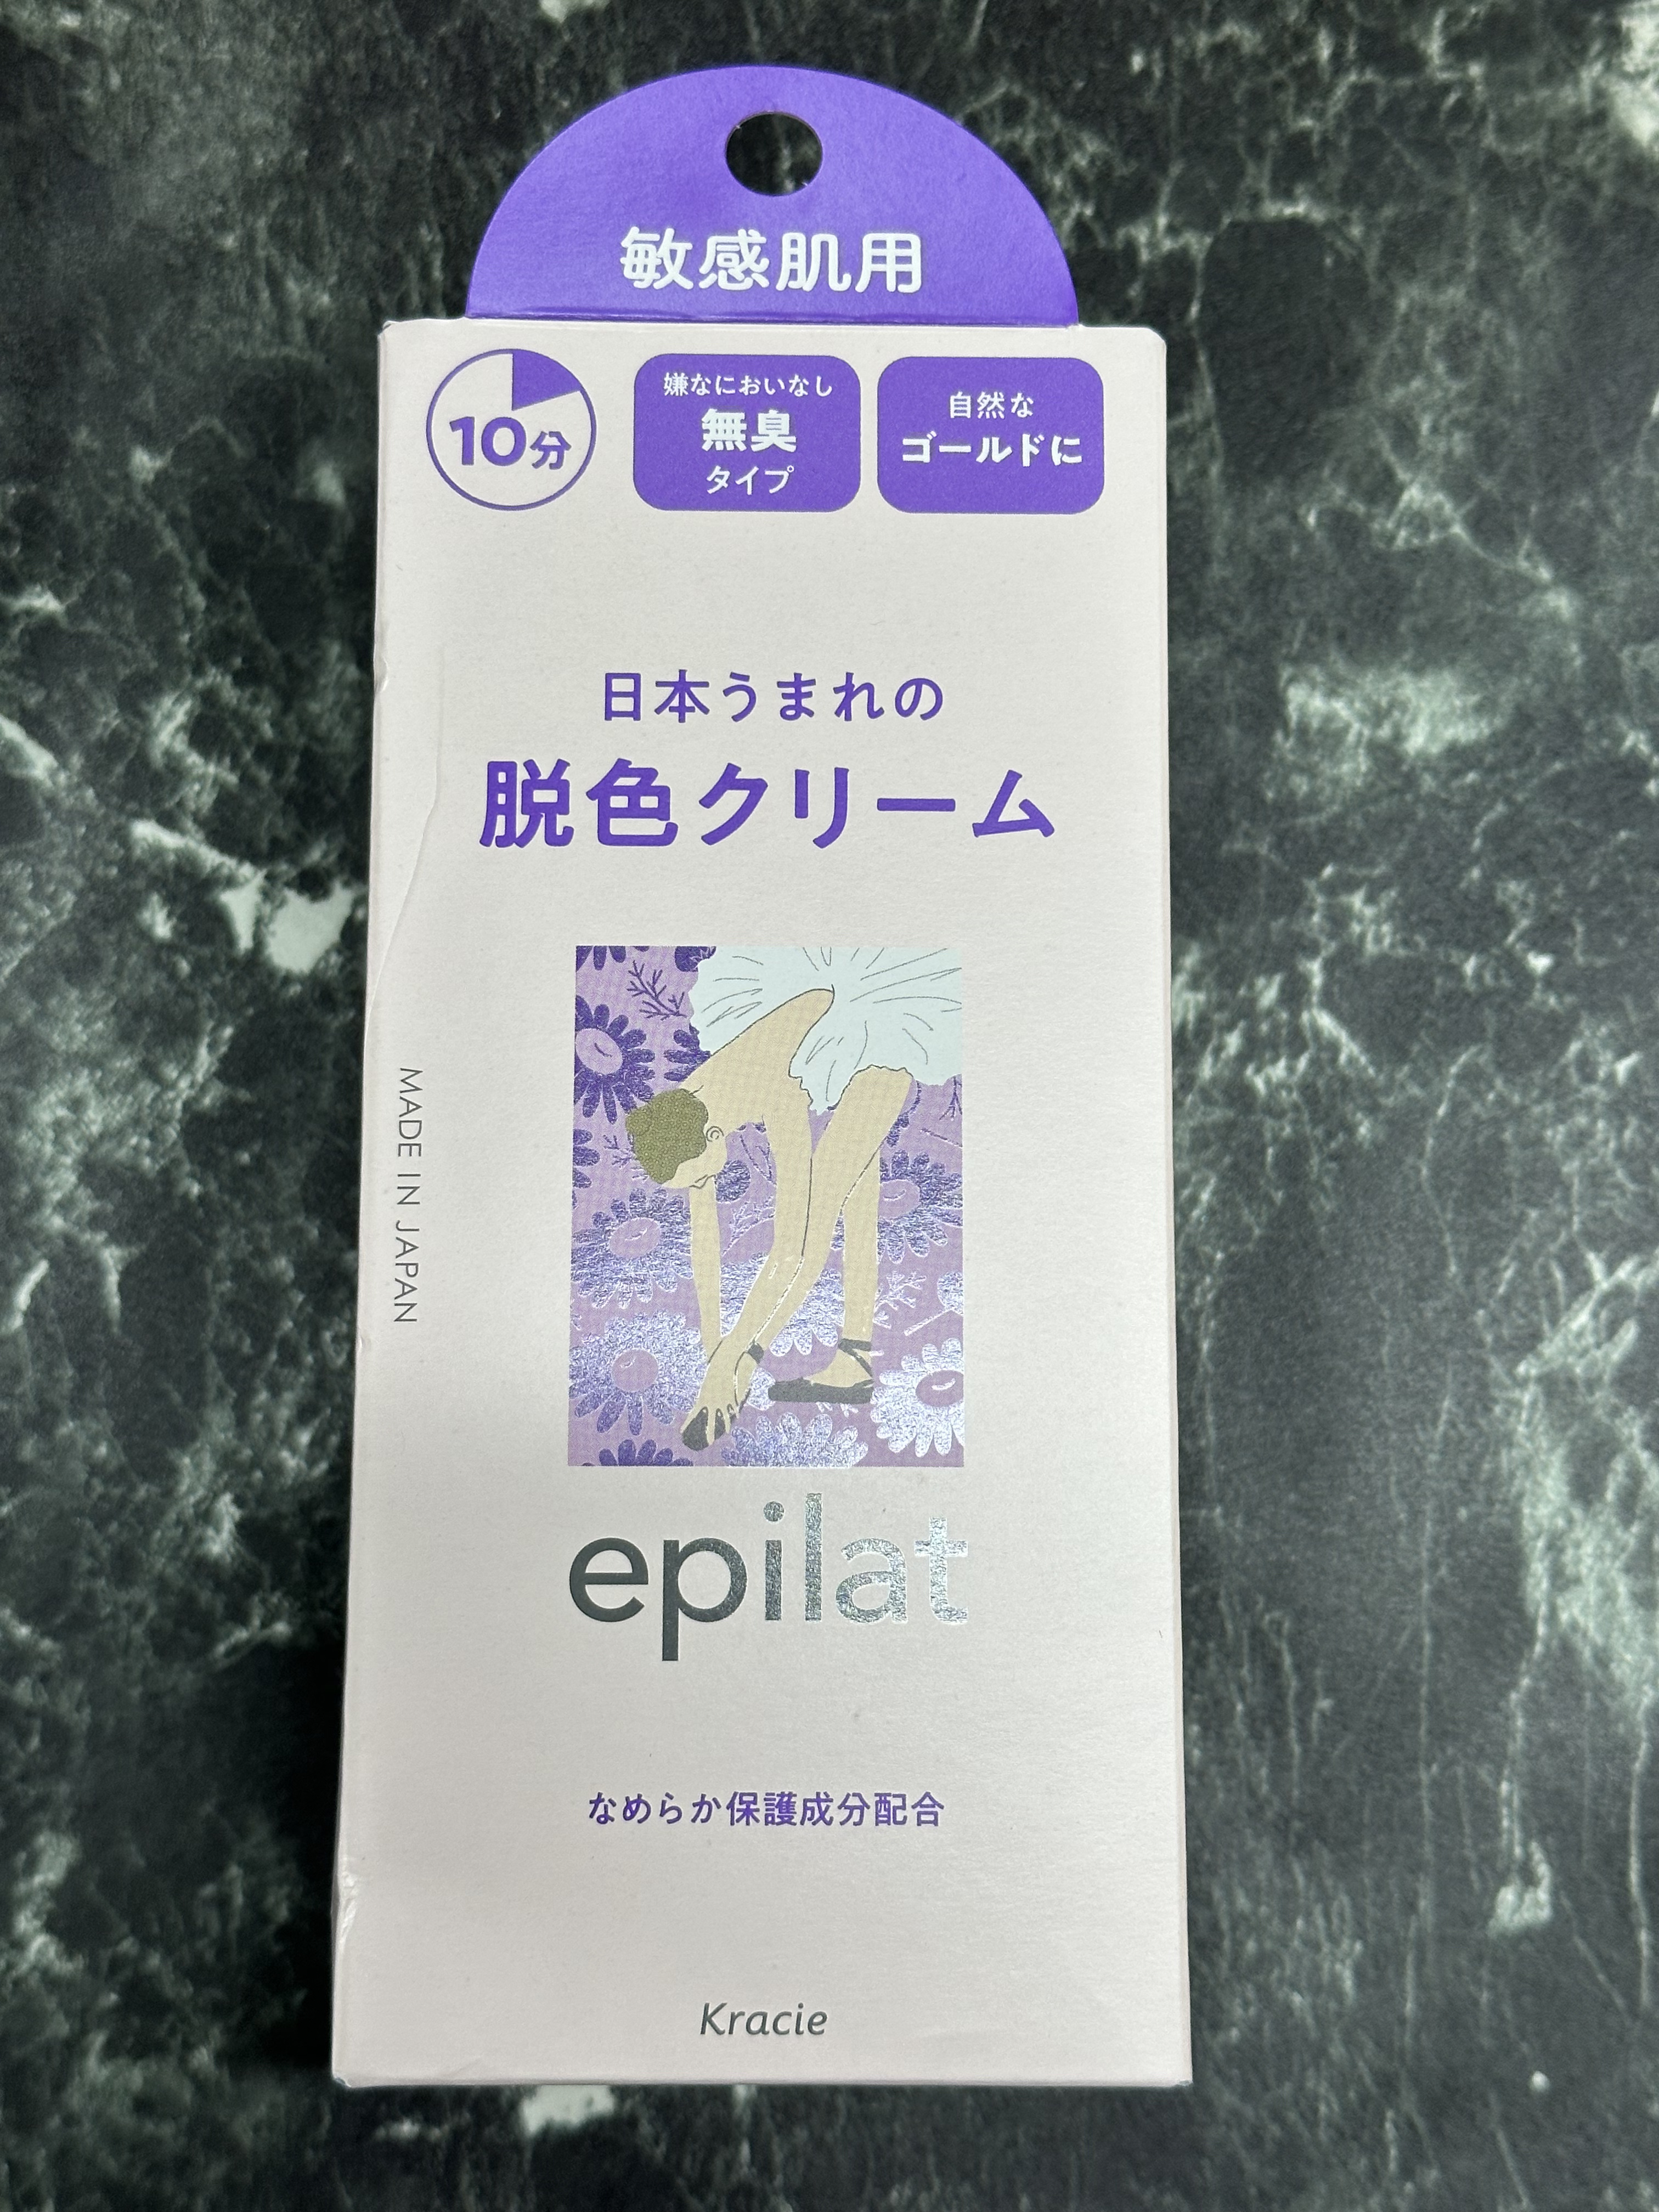 敏感肌用
10分
嫌なにおいなし
無臭
タイプ
自然な
ゴールドに
日本うまれの
脱色クリーム
MADE IN JAPAN
epilat
なめらか保護成分配合
Kracie